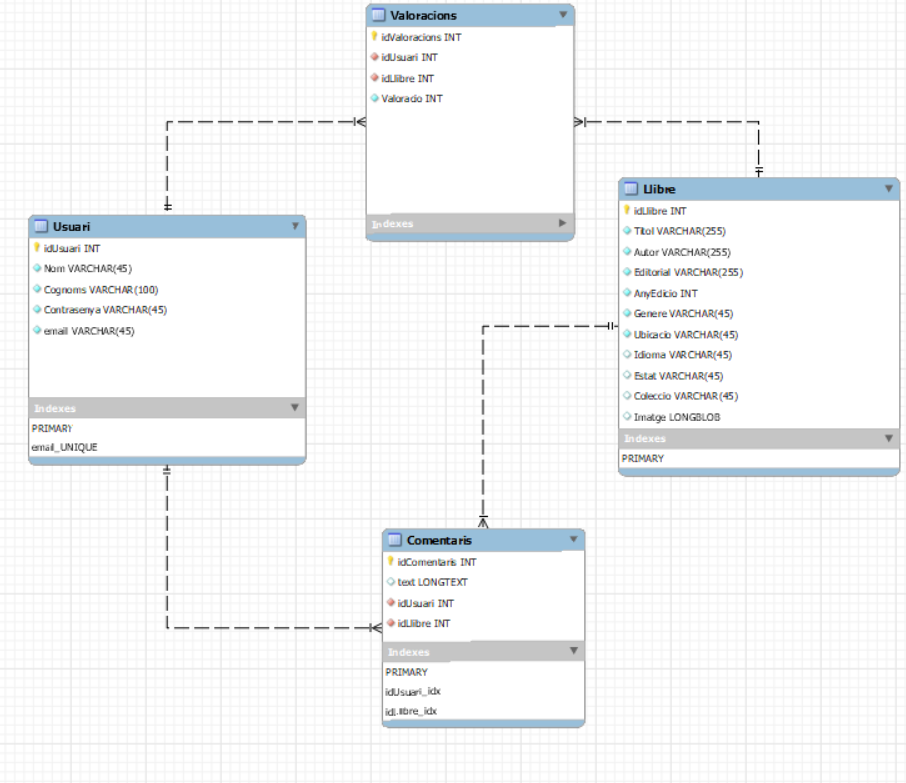 Valoracions
idValoracions INT
idUsuari INT
idLlibre INT
Valoracio INT
Indexes
Usuari
idUsuari INT
Nom VARCHAR(45)
Cognoms VARCHAR(100)
Contrasenya VARCHAR(45)
email VARCHAR(45)
Indexes
PRIMARY
email_UNIQUE
Llibre
idLlibre INT
Titol VARCHAR(255)
Autor VARCHAR(255)
Editorial VARCHAR(255)
AnyEdicio INT
Genere VARCHAR(45)
Ubicacio VARCHAR(45)
Idioma VARCHAR(45)
Estat VARCHAR(45)
Coleccio VARCHAR(45)
Imatge LONGBLOB
Indexes
PRIMARY
Comentaris
idComentaris INT
text LONGTEXT
idUsuari INT
idLlibre INT
Indexes
PRIMARY
idUsuari_idx
idLlibre_idx